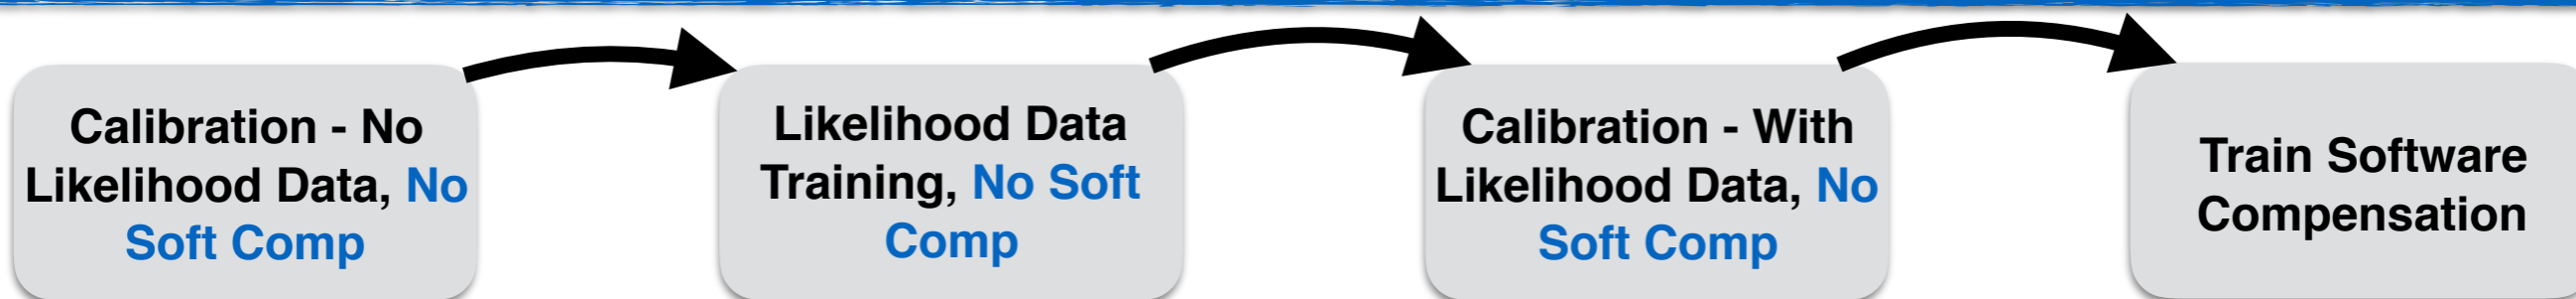 Calibration - No
Likelihood Data, No
Soft Comp
Likelihood Data
Training, No Soft
Comp
Calibration - With
Likelihood Data, No
Soft Comp
Train Software
Compensation